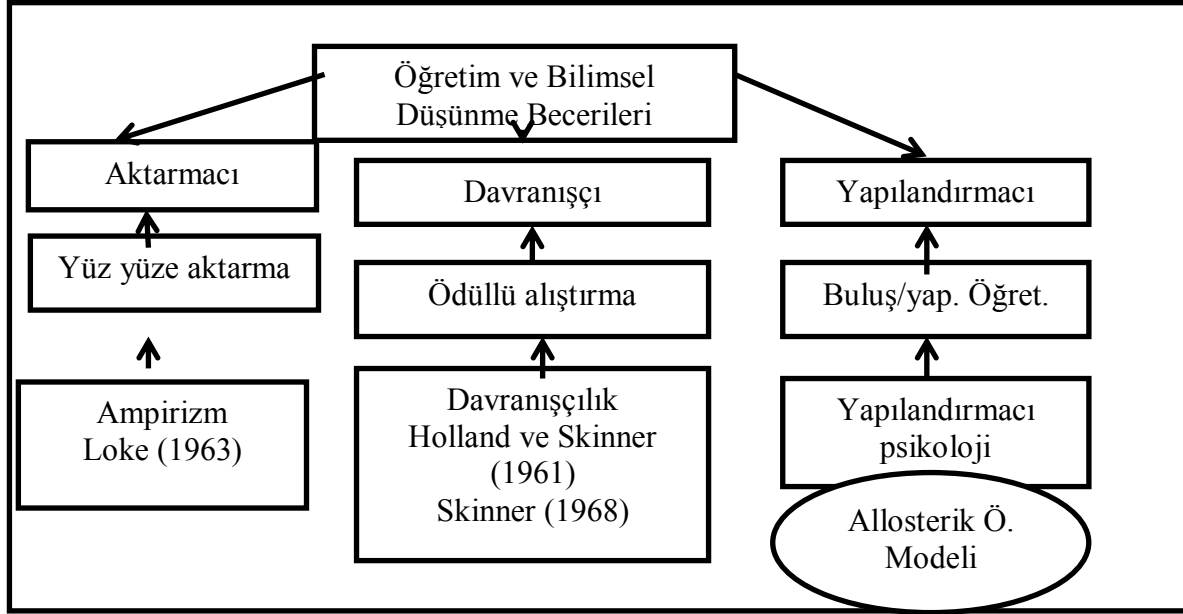 Öğretim ve Bilimsel
Düşünme Becerileri
Aktarmacı
Davranışçı
Yapılandırmacı
Yüz yüze aktarma
Ödüllü alıştırma
Buluş/yap. Öğret.
Ampirizm
Loke (1963)
Davranışçılık
Holland ve Skinner
(1961)
Skinner (1968)
Yapılandırmacı
psikoloji
Allosterik Ö.
Modeli